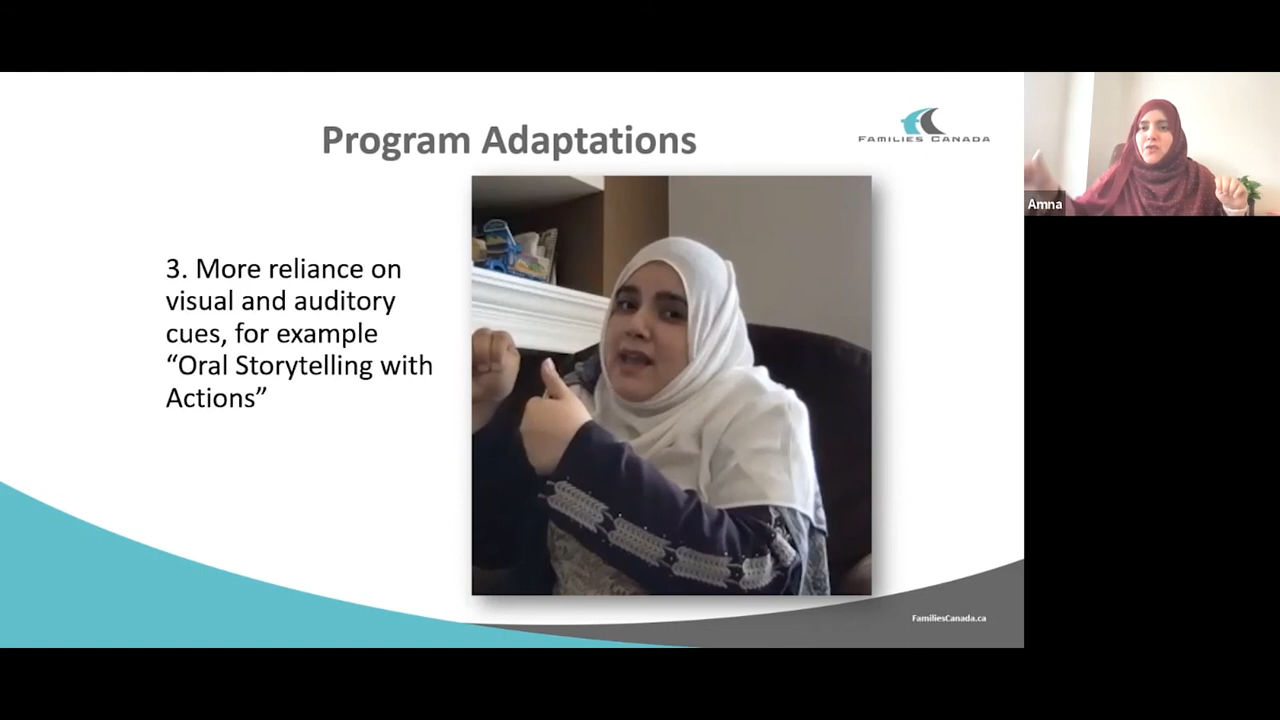 Program Adaptations
FAMILIES CANADA
Amna
3. More reliance on
visual and auditory
cues, for example
“Oral Storytelling with
Actions”
FamiliesCanada.ca